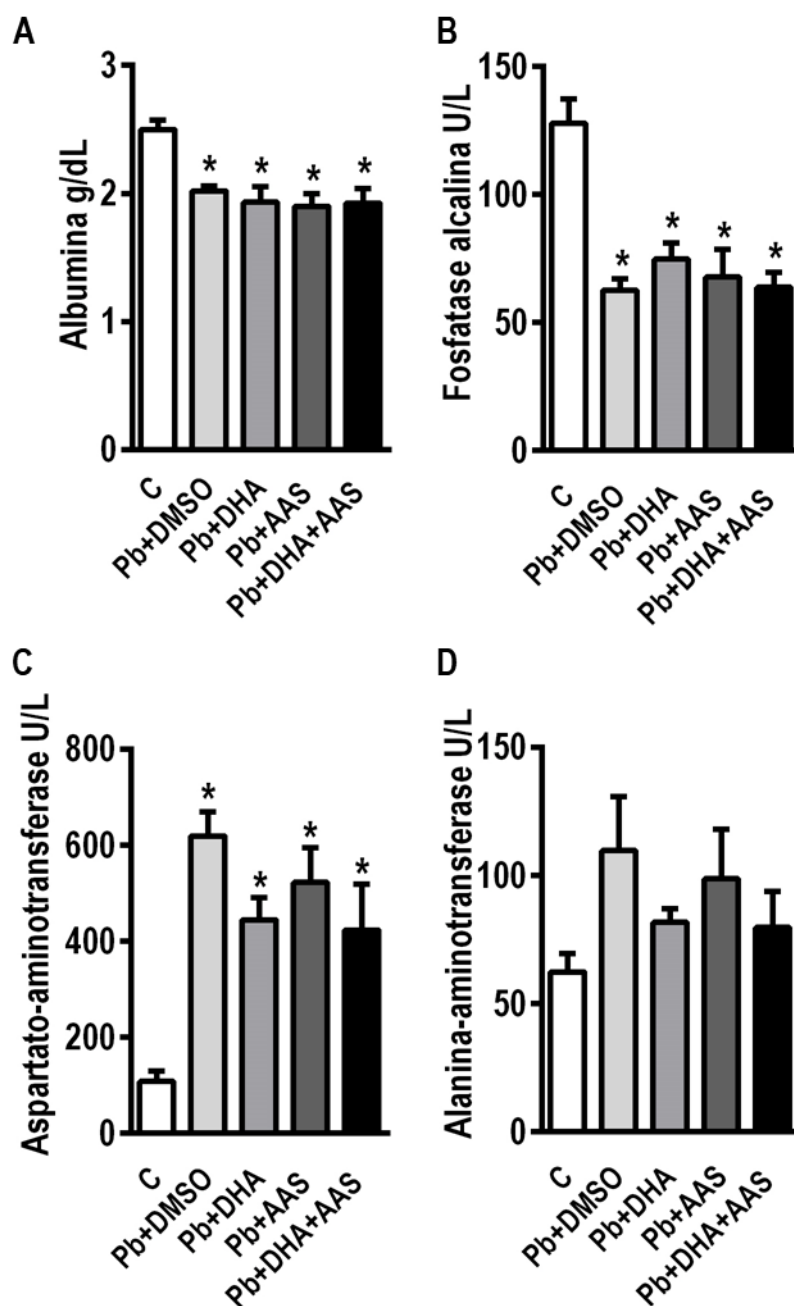 A
Albumina g/dL
3
2
1
0
* * * *
C
Pb+DMSO
Pb+DHA
Pb+AAS
Pb+DHA+AAS
B
Fosfatase alcalina U/L
150
100
50
0
* * * *
C
Pb+DMSO
Pb+DHA
Pb+AAS
Pb+DHA+AAS
C
Aspartato-aminotransferase U/L
800
600
400
200
0
* * * *
C
Pb+DMSO
Pb+DHA
Pb+AAS
Pb+DHA+AAS
D
Alanina-aminotransferase U/L
150
100
50
0
C
Pb+DMSO
Pb+DHA
Pb+AAS
Pb+DHA+AAS